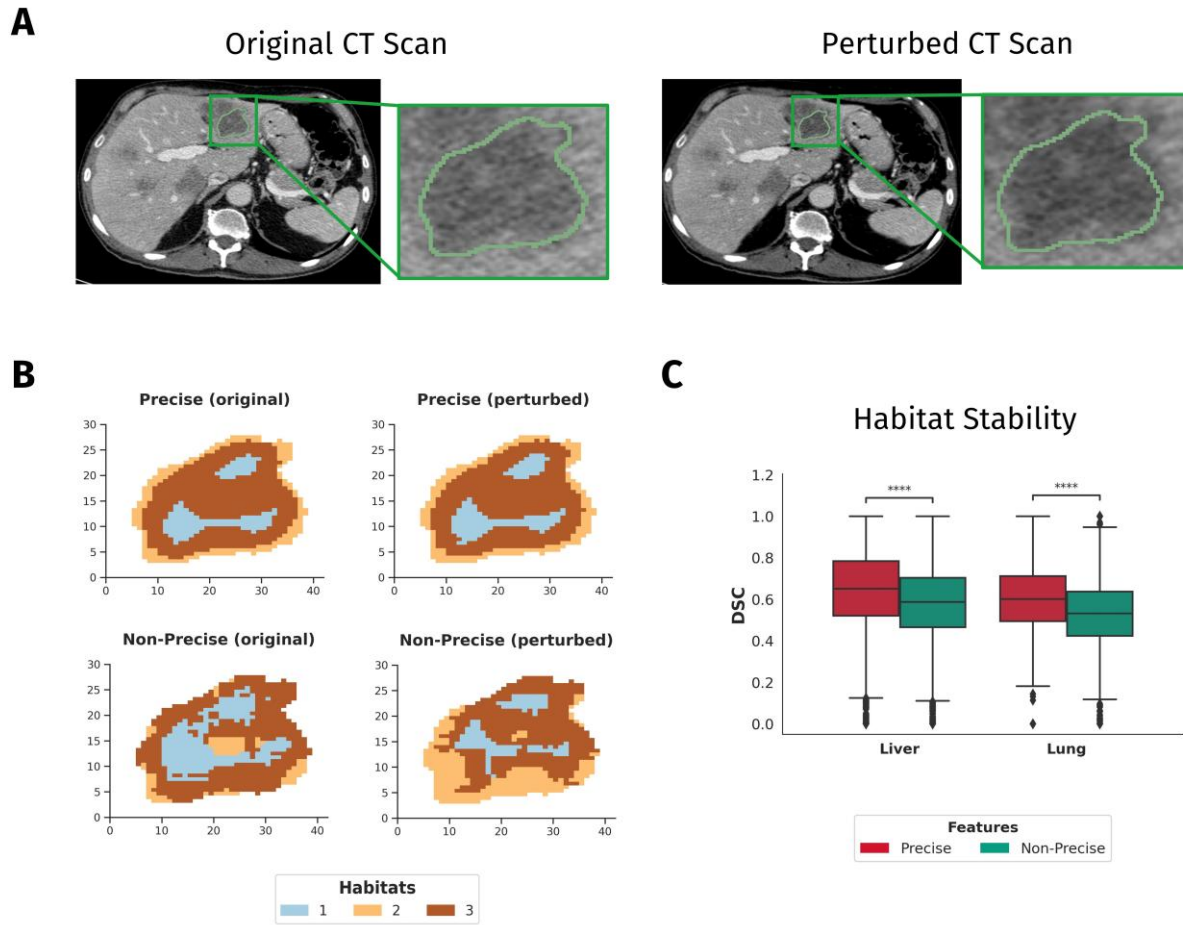 A
Original CT Scan
Perturbed CT Scan
B
Precise (original)
30
25
20
15
10
5
0
0 10 20 30 40
Precise (perturbed)
30
25
20
15
10
5
0
0 10 20 30 40
Non-Precise (original)
30
25
20
15
10
5
0
0 10 20 30 40
Non-Precise (perturbed)
30
25
20
15
10
5
0
0 10 20 30 40
Habitats
1 2 3
C
Habitat Stability
DSC
1.2
1.0
0.8
0.6
0.4
0.2
0.0
**** ****
Liver Lung
Features
Precise Non-Precise